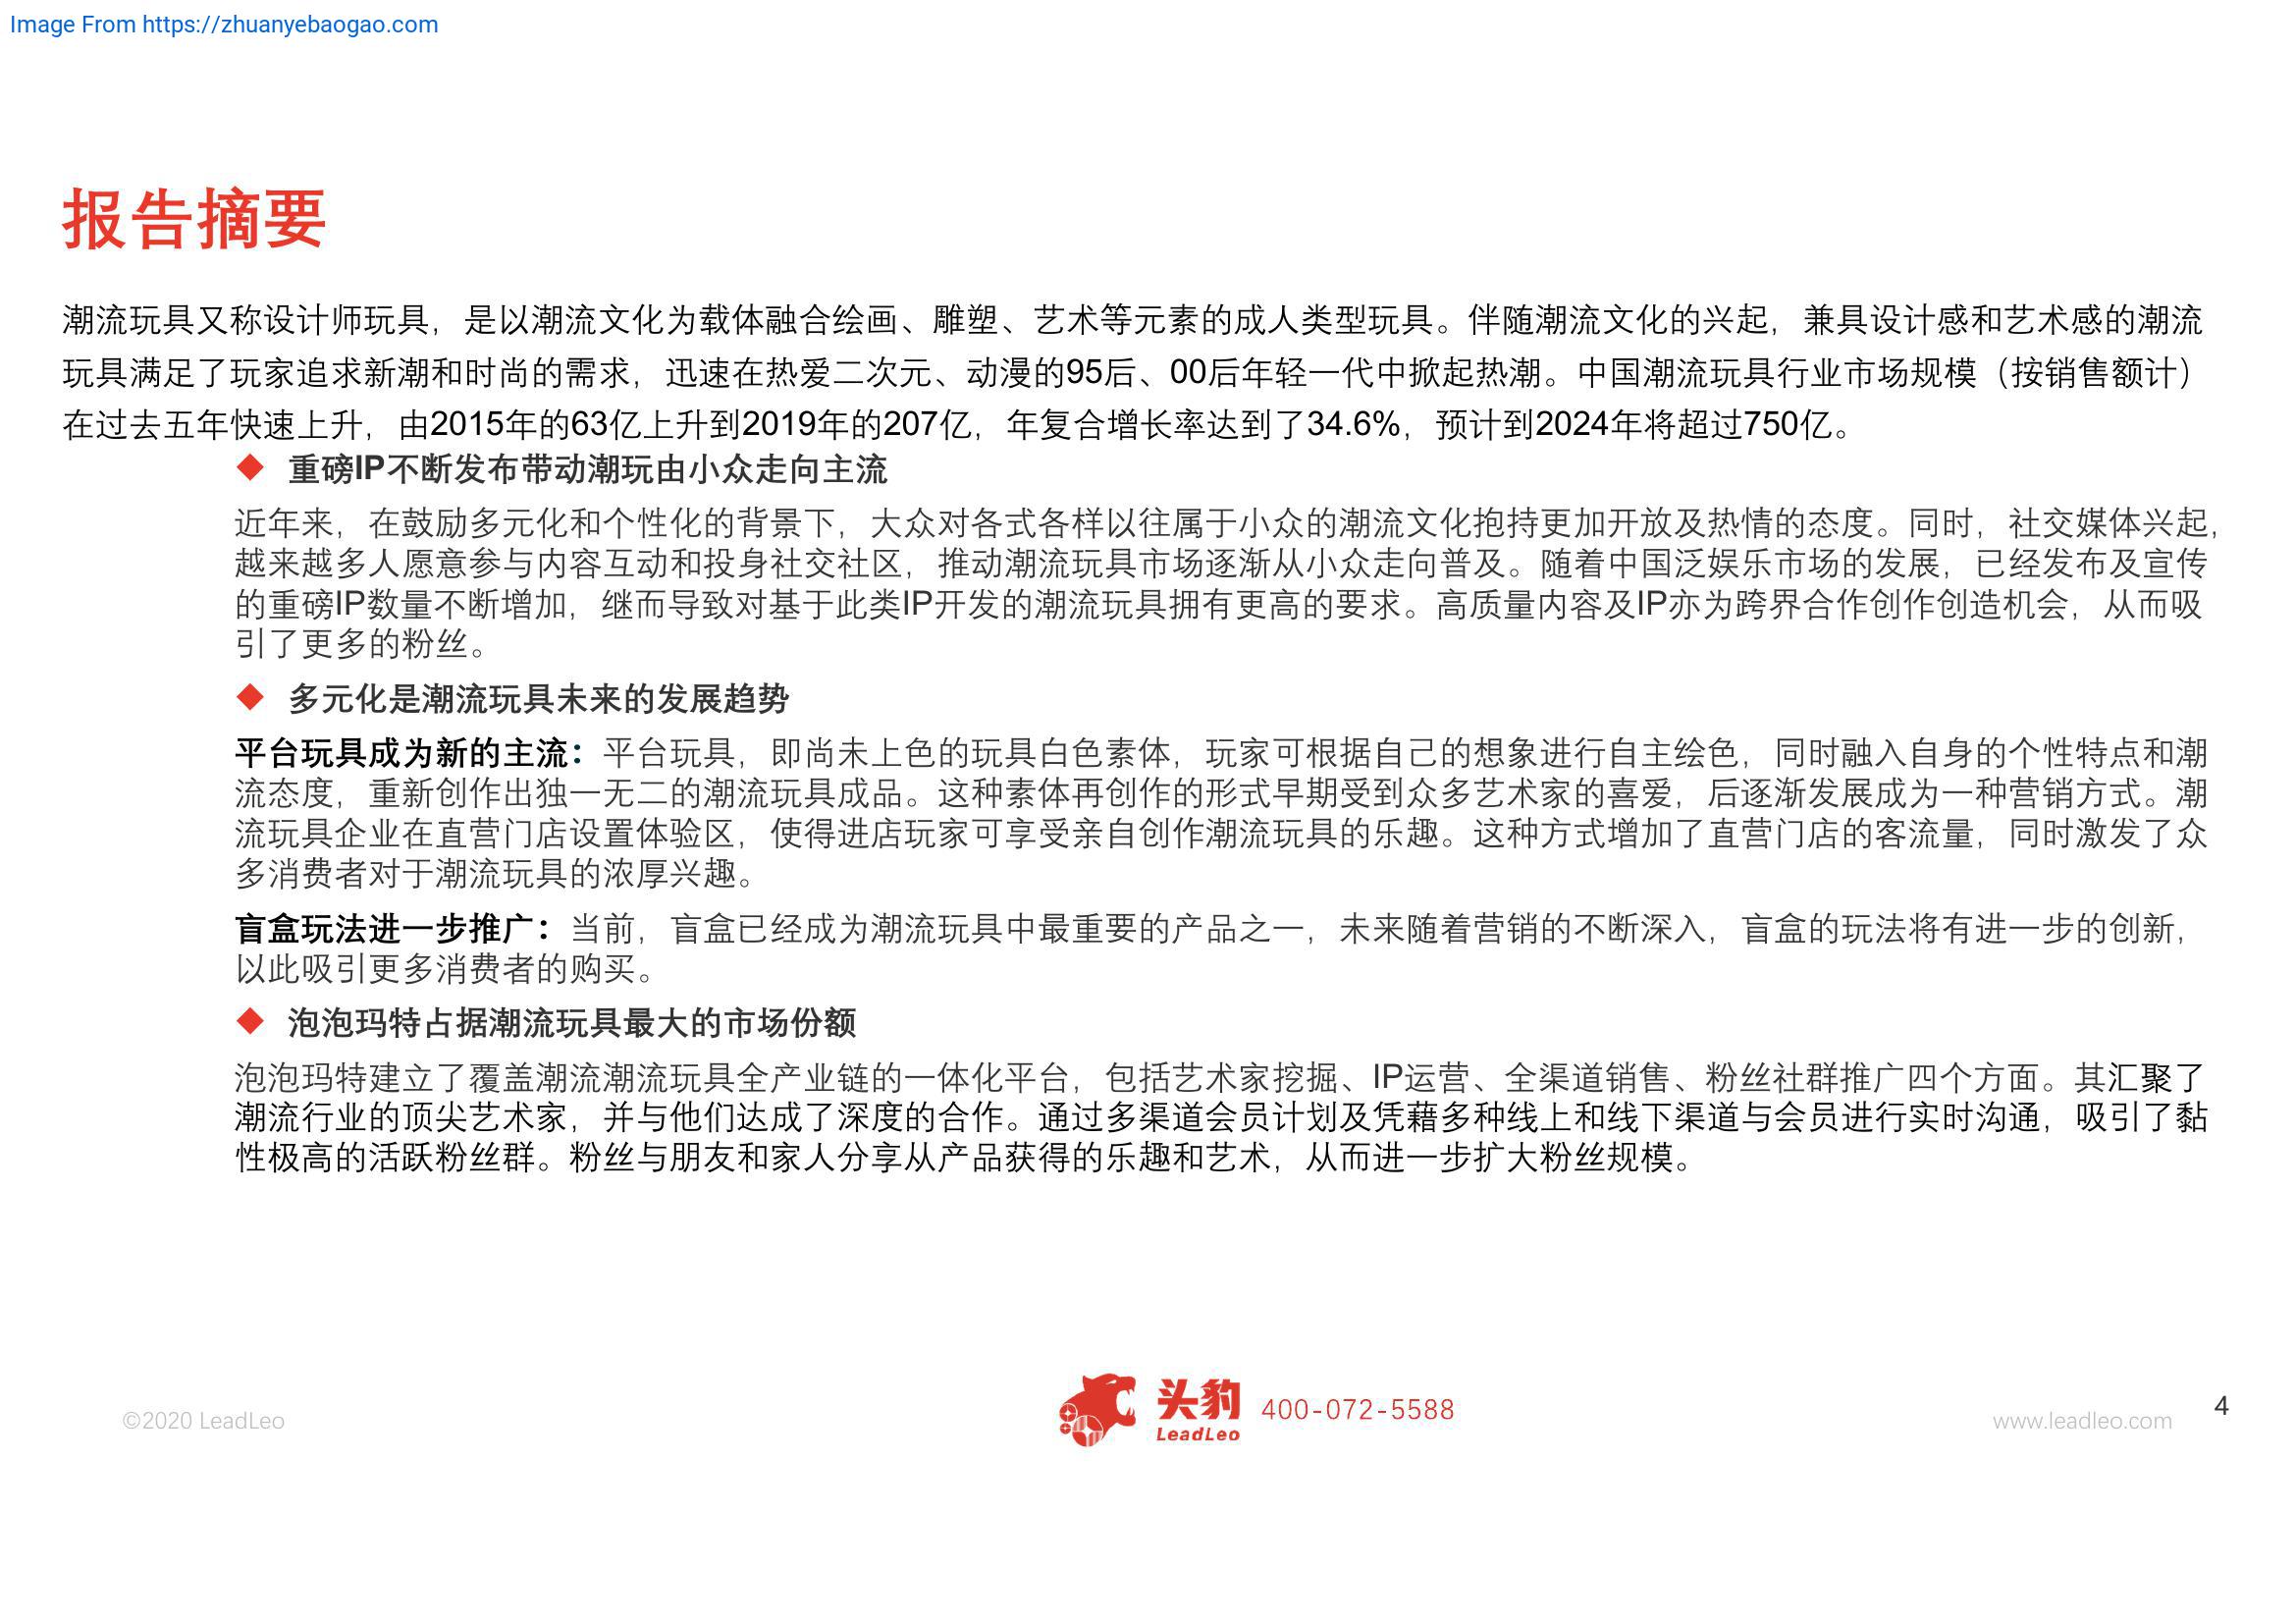 Image From https://zhuanyebaogao.com
报告摘要
潮流玩具又称设计师玩具，是以潮流文化为载体融合绘画、雕塑、艺术等元素的成人类型玩具。伴随潮流文化的兴起，兼具设计感和艺术感的潮流
玩具满足了玩家追求新潮和时尚的需求，迅速在热爱二次元、动漫的95后、00后年轻一代中掀起热潮。中国潮流玩具行业市场规模（按销售额计）
在过去五年快速上升，由2015年的63亿上升到2019年的207亿，年复合增长率达到了34.6%，预计到2024年将超过750亿。
◆ 重磅IP不断发布带动潮玩由小众走向主流
近年来，在鼓励多元化和个性化的背景下，大众对各式各样以往属于小众的潮流文化抱持更加开放及热情的态度。同时，社交媒体兴起，
越来越多人愿意参与内容互动和投身社交社区，推动潮流玩具市场逐渐从小众走向普及。随着中国泛娱乐市场的发展，已经发布及宣传
的重磅IP数量不断增加，继而导致对基于此类IP开发的潮流玩具拥有更高的要求。高质量内容及IP亦为跨界合作创作创造机会，从而吸
引了更多的粉丝。
◆ 多元化是潮流玩具未来的发展趋势
平台玩具成为新的主流：平台玩具，即尚未上色的玩具白色素体，玩家可根据自己的想象进行自主绘色，同时融入自身的个性特点和潮
流态度，重新创作出独一无二的潮流玩具成品。这种素体再创作的形式早期受到众多艺术家的喜爱，后逐渐发展成为一种营销方式。潮
流玩具企业在直营门店设置体验区，使得进店玩家可享受亲自创作潮流玩具的乐趣。这种方式增加了直营门店的客流量，同时激发了众
多消费者对于潮流玩具的浓厚兴趣。
盲盒玩法进一步推广：当前，盲盒已经成为潮流玩具中最重要的产品之一，未来随着营销的不断深入，盲盒的玩法将有进一步的创新，
以此吸引更多消费者的购买。
◆ 泡泡玛特占据潮流玩具最大的市场份额
泡泡玛特建立了覆盖潮流潮流玩具全产业链的一体化平台，包括艺术家挖掘、IP运营、全渠道销售、粉丝社群推广四个方面。其汇聚了
潮流行业的顶尖艺术家，并与他们达成了深度的合作。通过多渠道会员计划及凭藉多种线上和线下渠道与会员进行实时沟通，吸引了黏
性极高的活跃粉丝群。粉丝与朋友和家人分享从产品获得的乐趣和艺术，从而进一步扩大粉丝规模。
©2020 LeadLeo
头豹
LeadLeo
400-072-5588
www.leadleo.com
4